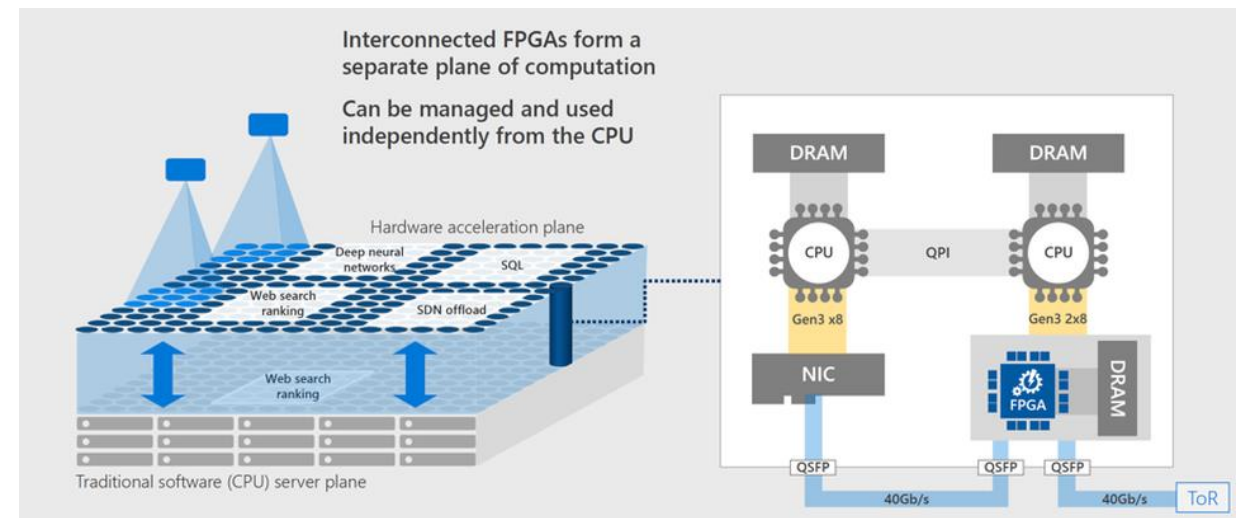 Interconnected FPGAs form a
separate plane of computation
Can be managed and used
independently from the CPU
Hardware acceleration plane
Deep neural
networks
SQL
Web search
ranking
SDN offload
Web search
ranking
Traditional software (CPU) server plane
DRAM
DRAM
CPU
QPI
CPU
Gen3 x8
Gen3 2x8
NIC
FPGA
DRAM
QSFP
QSFP
QSFP
40Gb/s
40Gb/s
ToR